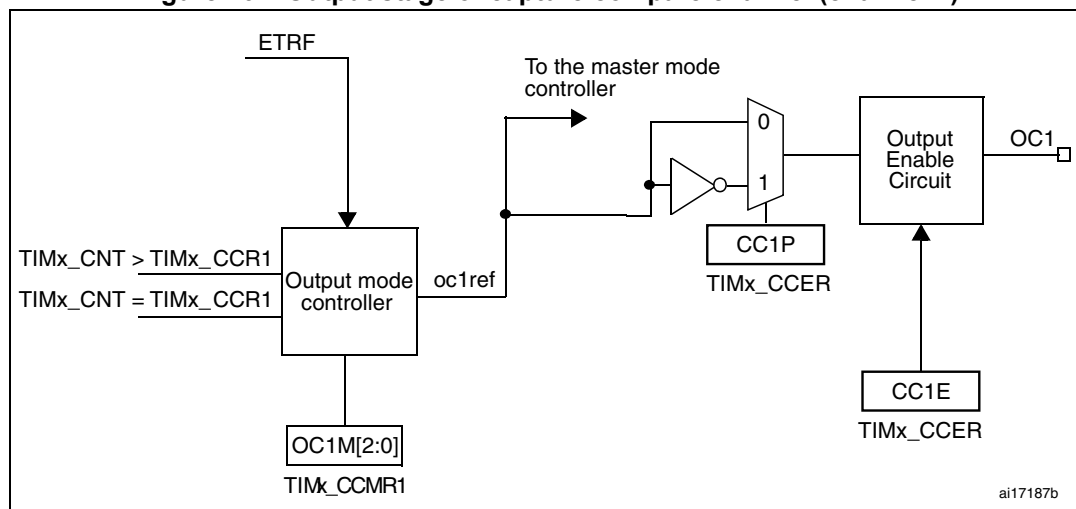 ETRF
To the master mode
controller
0
1
Output
Enable
Circuit
OC1
CC1P
TIMx_CCER
TIMx_CNT > TIMx_CCR1
TIMx_CNT = TIMx_CCR1
Output mode
controller
oc1ref
CC1E
TIMx_CCER
OC1M[2:0]
TIMx_CCMR1
ai17187b